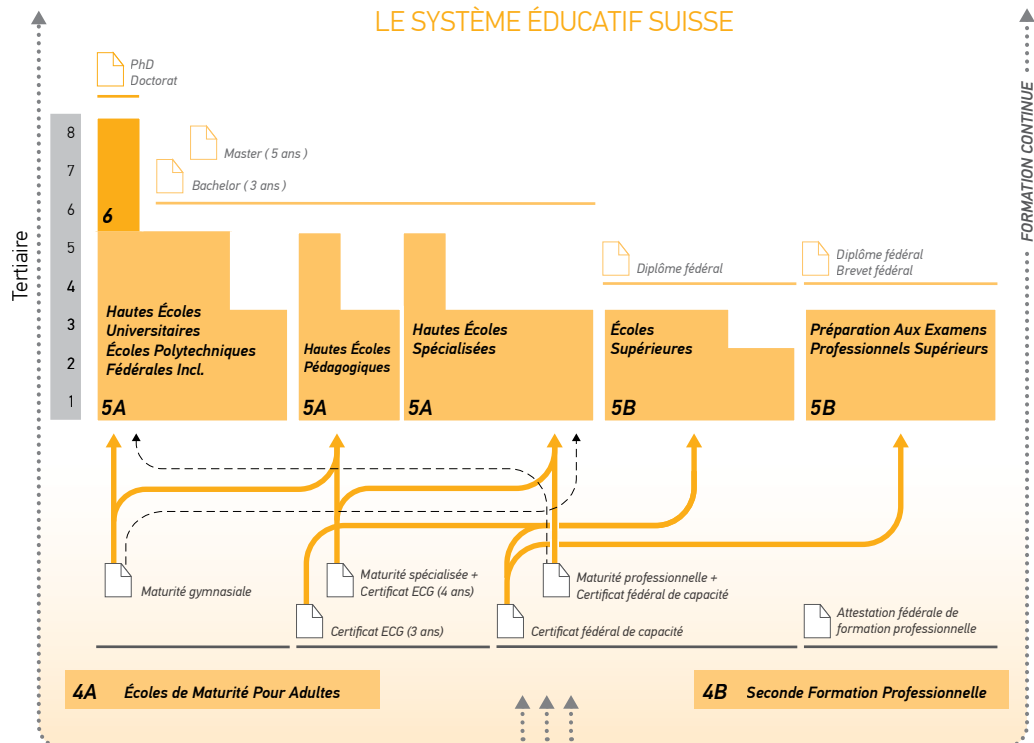 LE SYSTÈME ÉDUCATIF SUISSE
PhD
Doctorat
FORMATION CONTINUE
Tertiaire
8
7
6
5
4
3
2
1
Master ( 5 ans )
Bachelor ( 3 ans )
6
Diplôme fédéral
Diplôme fédéral
Brevet fédéral
Hautes Écoles
Universitaires
Écoles Polytechniques
Fédérales Incl.
5A
Hautes Écoles
Pédagogiques
5A
Hautes Écoles
Spécialisées
5A
Écoles
Supérieures
5B
Préparation Aux Examens
Professionnels Supérieurs
5B
Maturité gymnasiale
Maturité spécialisée +
Certificat ECG (4 ans)
Maturité professionnelle +
Certificat fédéral de capacité
Certificat ECG (3 ans)
Certificat fédéral de capacité
Attestation fédérale de
formation professionnelle
4A Écoles de Maturité Pour Adultes
4B Seconde Formation Professionnelle